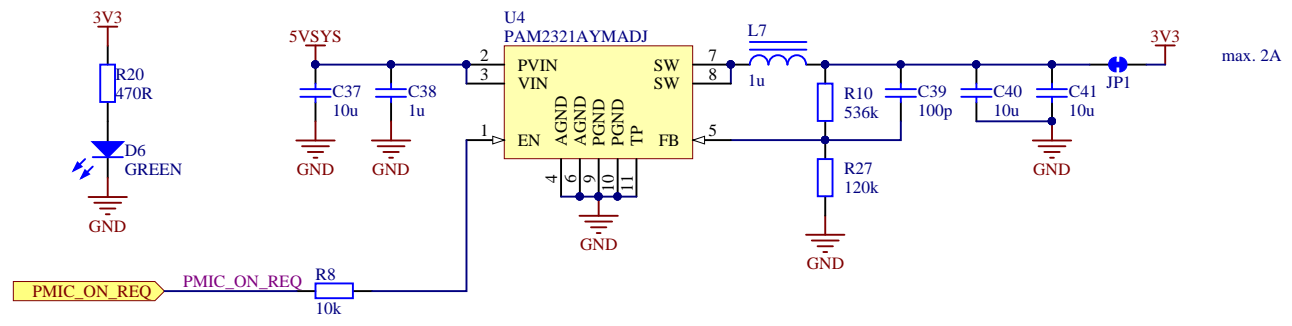 3V3
R20
470R
D6
GREEN
GND
5VSYS
C37
10u
GND
C38
1u
GND
U4
PAM2321AYMADJ
2
PVIN
3
VIN
1
EN
AGND
AGND
PGND
PGND
TP
4
6
9
10
11
GND
SW
7
SW
8
FB
5
L7
1u
R10
536k
C39
100p
C40
10u
C41
10u
GND
JP1
3V3
max. 2A
R27
120k
GND
PMIC_ON_REQ
PMIC_ON_REQ
R8
10k